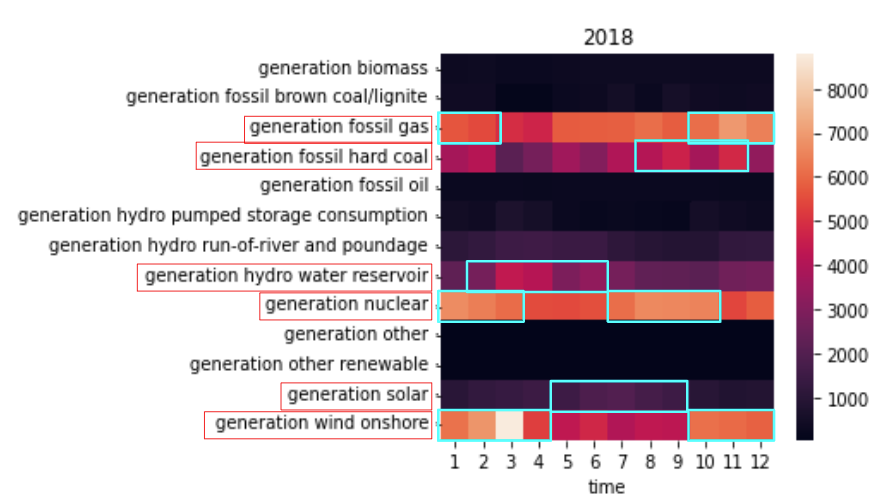 2018
generation biomass
generation fossil brown coal/lignite
generation fossil gas
generation fossil hard coal
generation fossil oil
generation hydro pumped storage consumption
generation hydro run-of-river and poundage
generation hydro water reservoir
generation nuclear
generation other
generation other renewable
generation solar
generation wind onshore
1 2 3 4 5 6 7 8 9 10 11 12
time
8000
7000
6000
5000
4000
3000
2000
1000